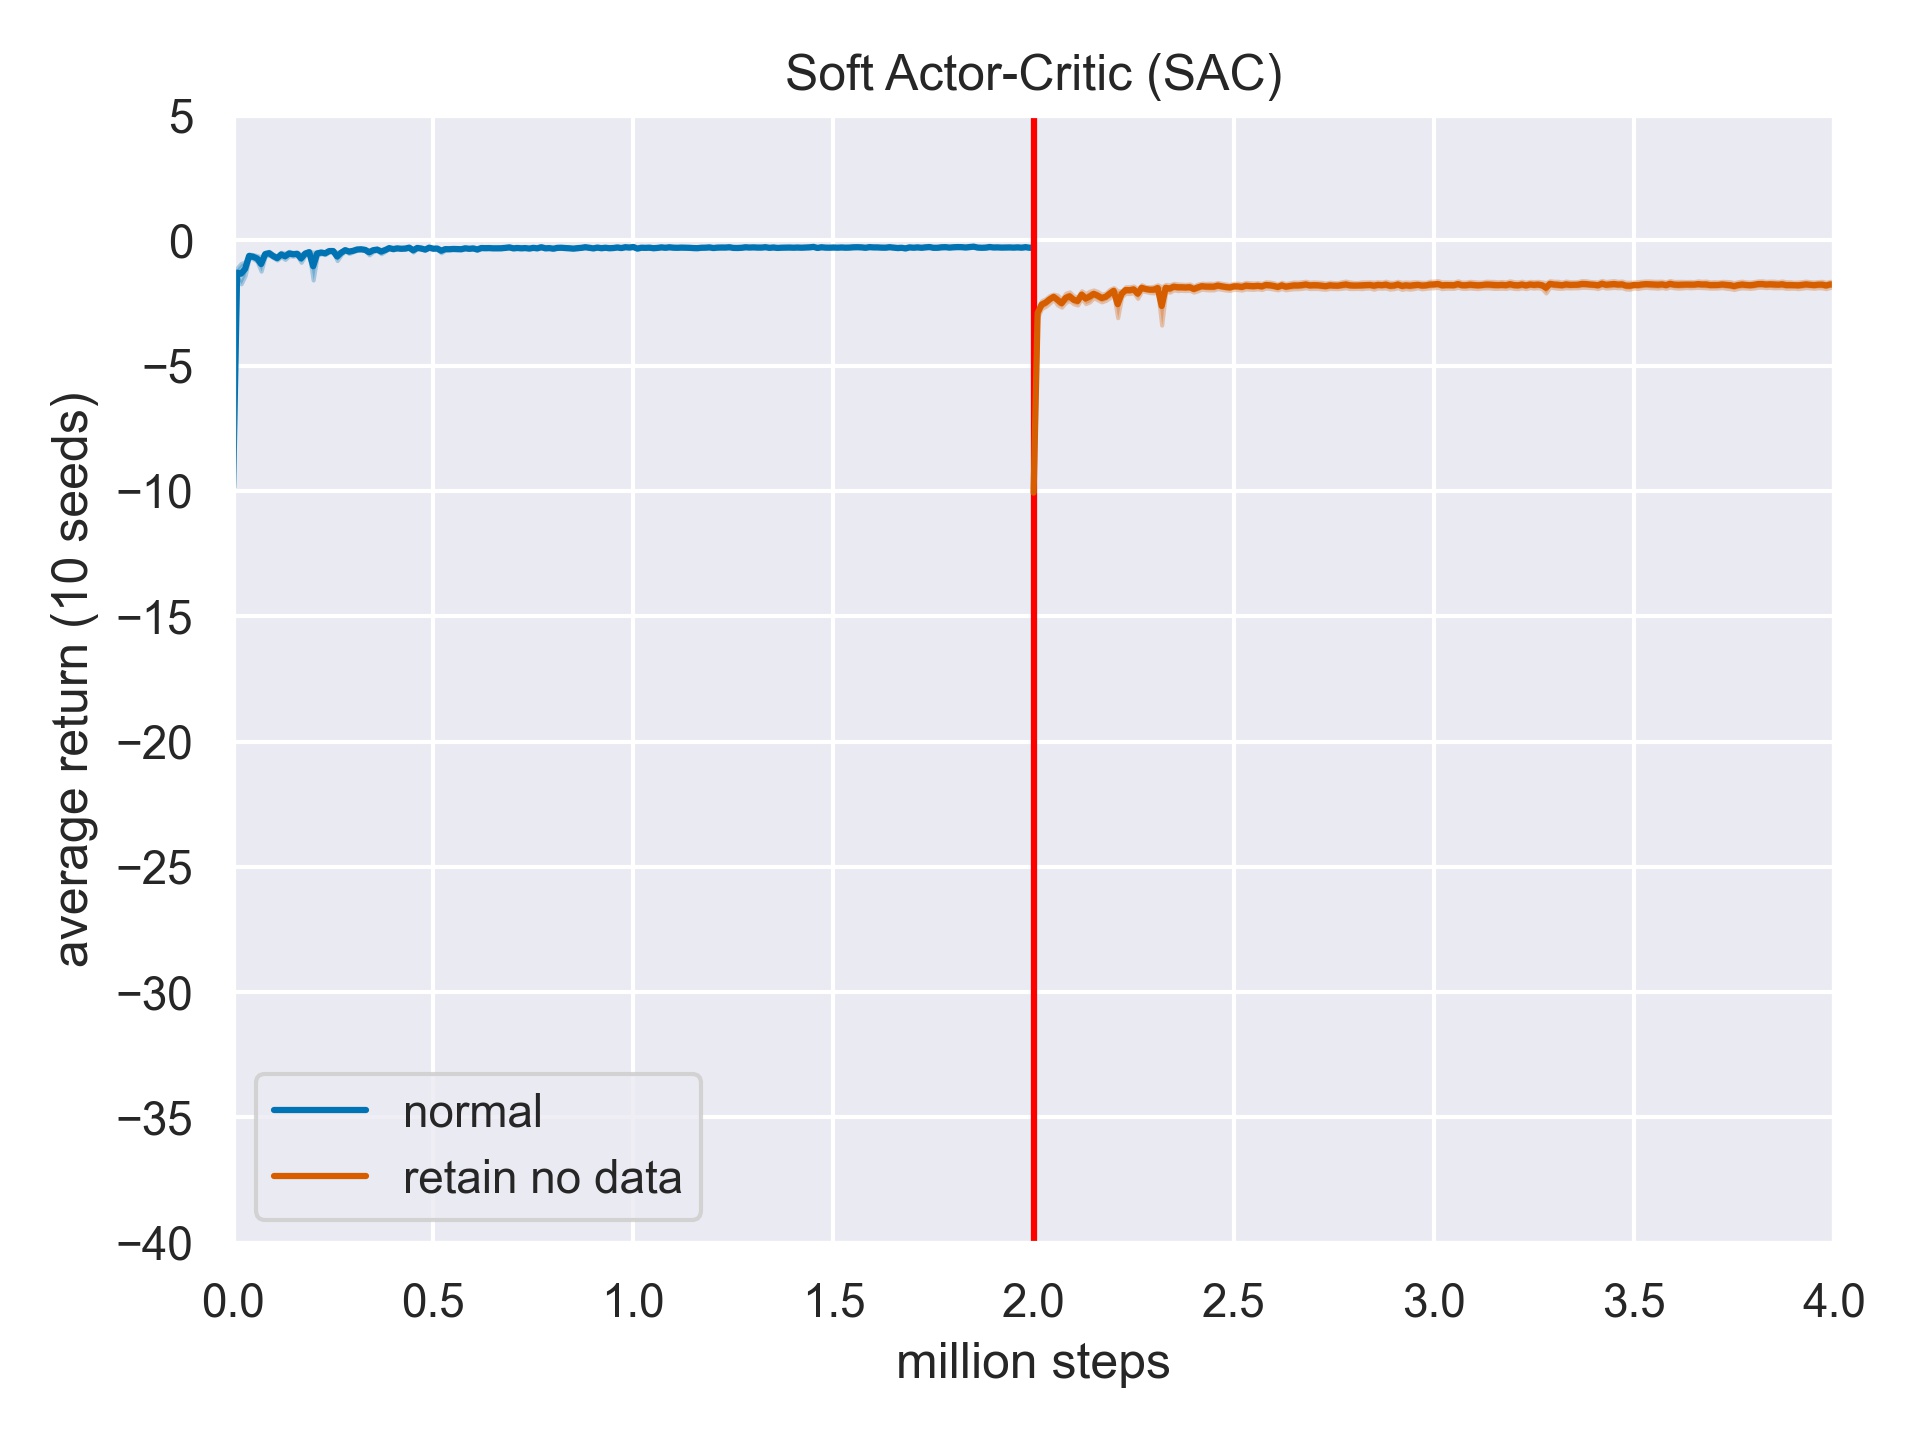 Soft Actor-Critic (SAC)
5
0
−5
−10
−15
−20
−25
−30
−35
−40
average return (10 seeds)
normal
retain no data
0.0 0.5 1.0 1.5 2.0 2.5 3.0 3.5 4.0
million steps